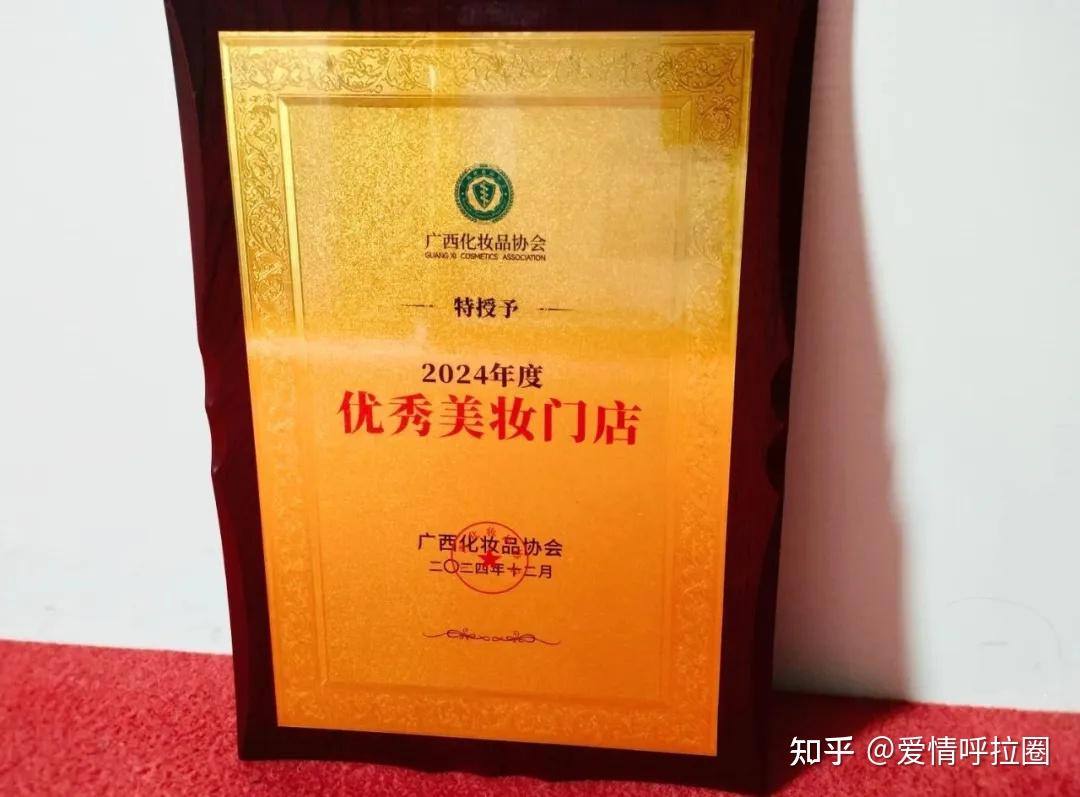 广西化妆品协会
GUANG XI COSMETICS ASSOCIATION
特授予
2024年度
优秀美妆门店
广西化妆品协会
二〇二四年十二月
知乎 @爱情呼拉圈